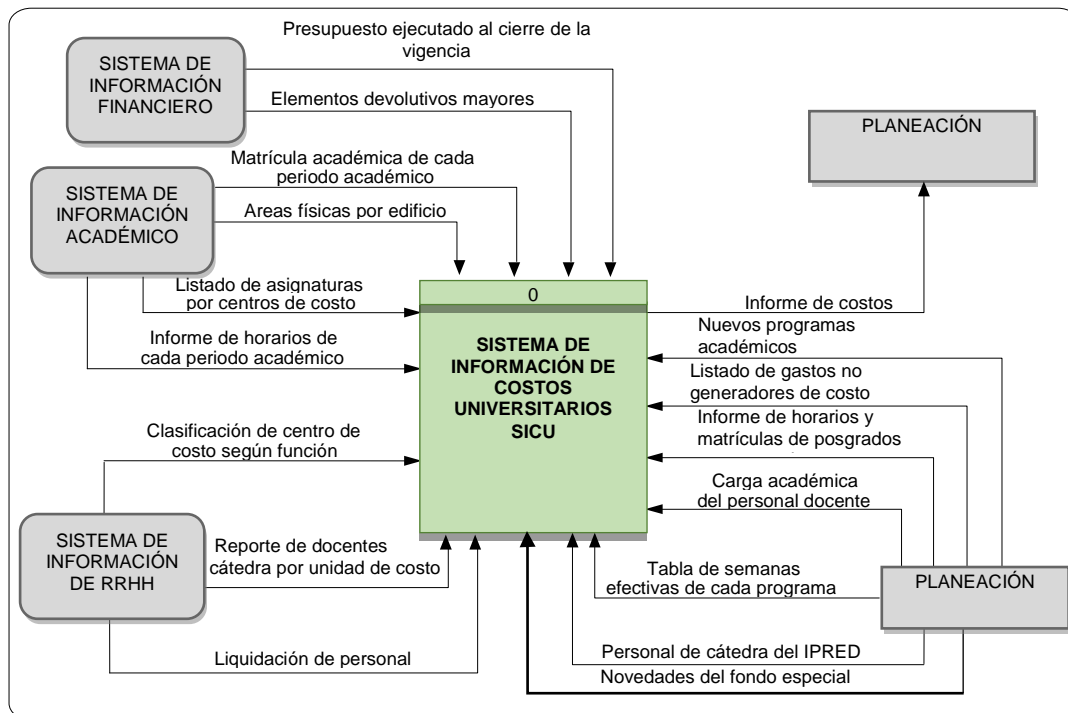 Presupuesto ejecutado al cierre de la
vigencia
SISTEMA DE
INFORMACIÓN
FINANCIERO
Elementos devolutivos mayores
PLANEACIÓN
Matrícula académica de cada
periodo académico
SISTEMA DE
INFORMACIÓN
ACADÉMICO
Areas físicas por edificio
Listado de asignaturas
por centros de costo
Informe de horarios de
cada periodo académico
0
SISTEMA DE
INFORMACIÓN DE
COSTOS
UNIVERSITARIOS
SICU
Informe de costos
Nuevos programas
académicos
Listado de gastos no
generadores de costo
Informe de horarios y
matrículas de posgrados
Carga académica
del personal docente
Clasificación de centro de
costo según función
SISTEMA DE
INFORMACIÓN
DE RRHH
Reporte de docentes
cátedra por unidad de costo
Liquidación de personal
Tabla de semanas
efectivas de cada programa
PLANEACIÓN
Personal de cátedra del IPRED
Novedades del fondo especial